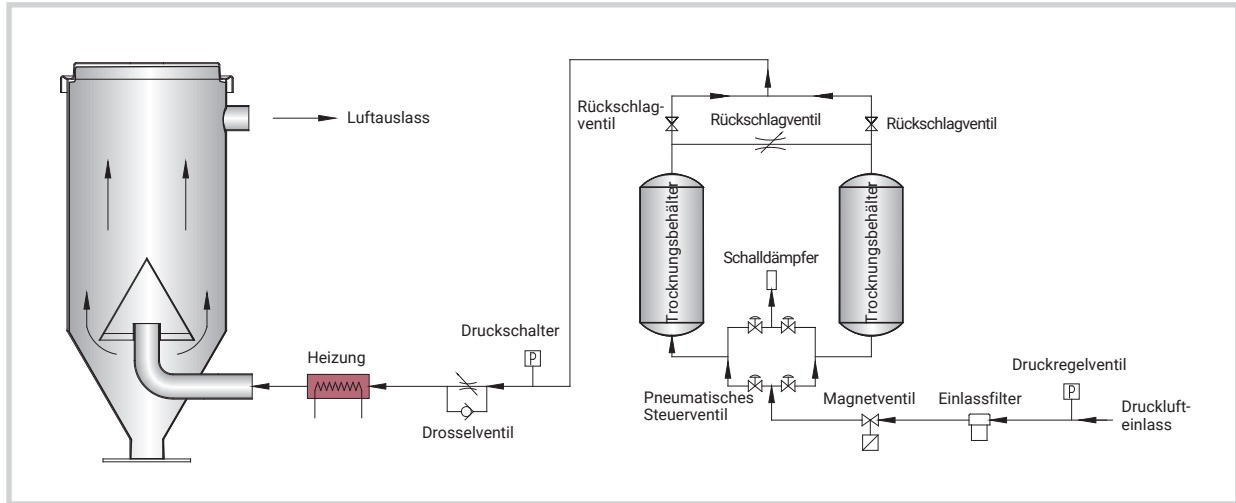 Luftauslass
Rückschlag-
ventil
Rückschlagventil
Rückschlagventil
Trocknungsbehälter
Trocknungsbehälter
Schalldämpfer
Druckschalter
P
Heizung
Drosselventil
Pneumatisches
Steuerventil
Magnetventil
Einlassfilter
Druckregelventil
P
Druckluft-
einlass